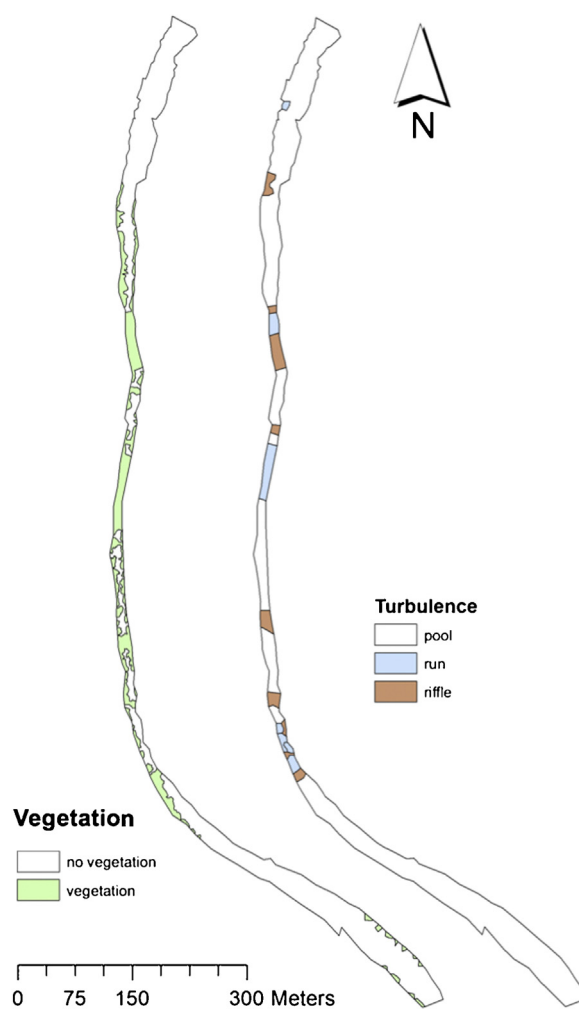 N
Turbulence
pool
run
riffle
Vegetation
no vegetation
vegetation
0 75 150 300 Meters